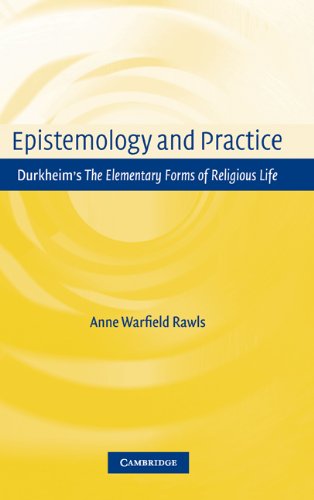 Epistemology and Practice
Durkheim's The Elementary Forms of Religious Life
Anne Warfield Rawls
CAMBRIDGE